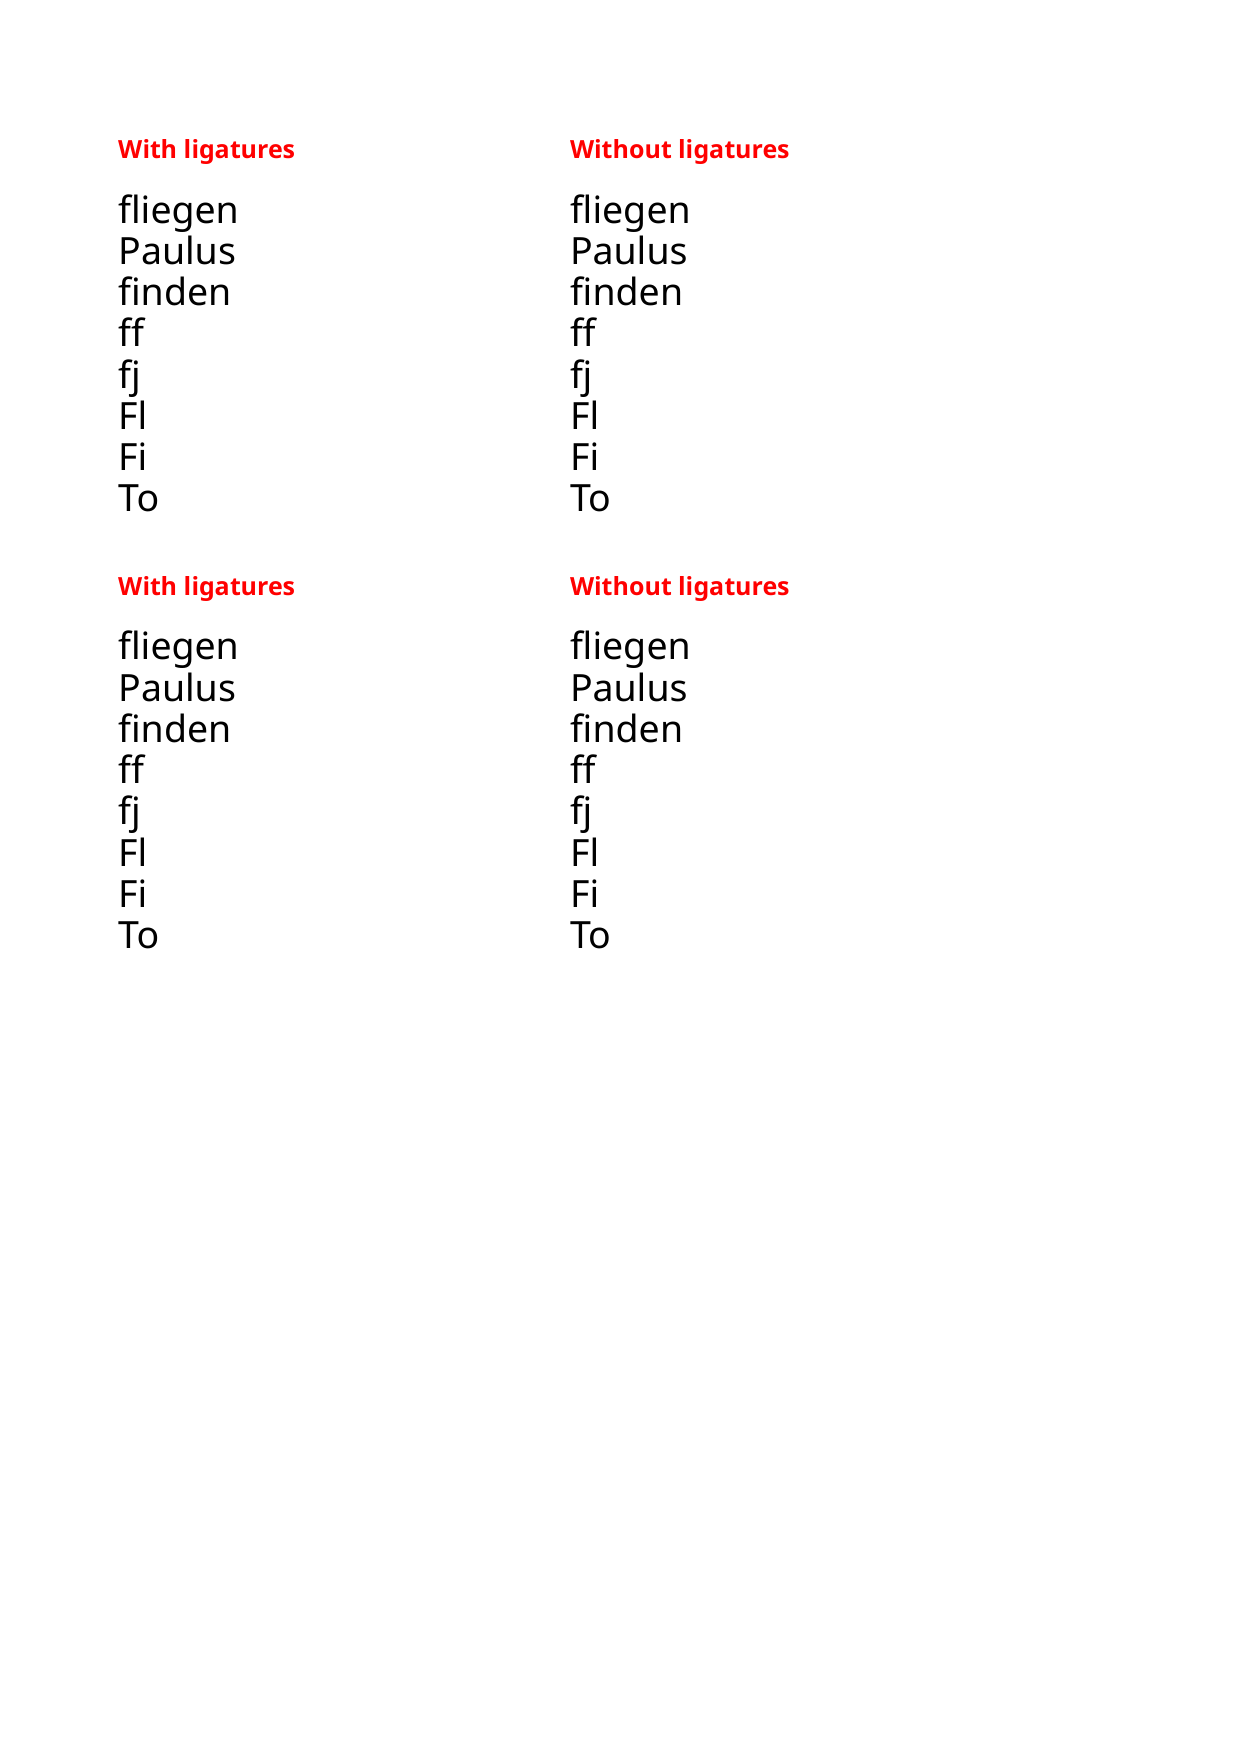 With ligatures
fliegen
Paulus
finden
ff
fj
Fl
Fi
To
Without ligatures
fliegen
Paulus
finden
ff
fj
Fl
Fi
To
With ligatures
fliegen
Paulus
finden
ff
fj
Fl
Fi
To
Without ligatures
fliegen
Paulus
finden
ff
fj
Fl
Fi
To